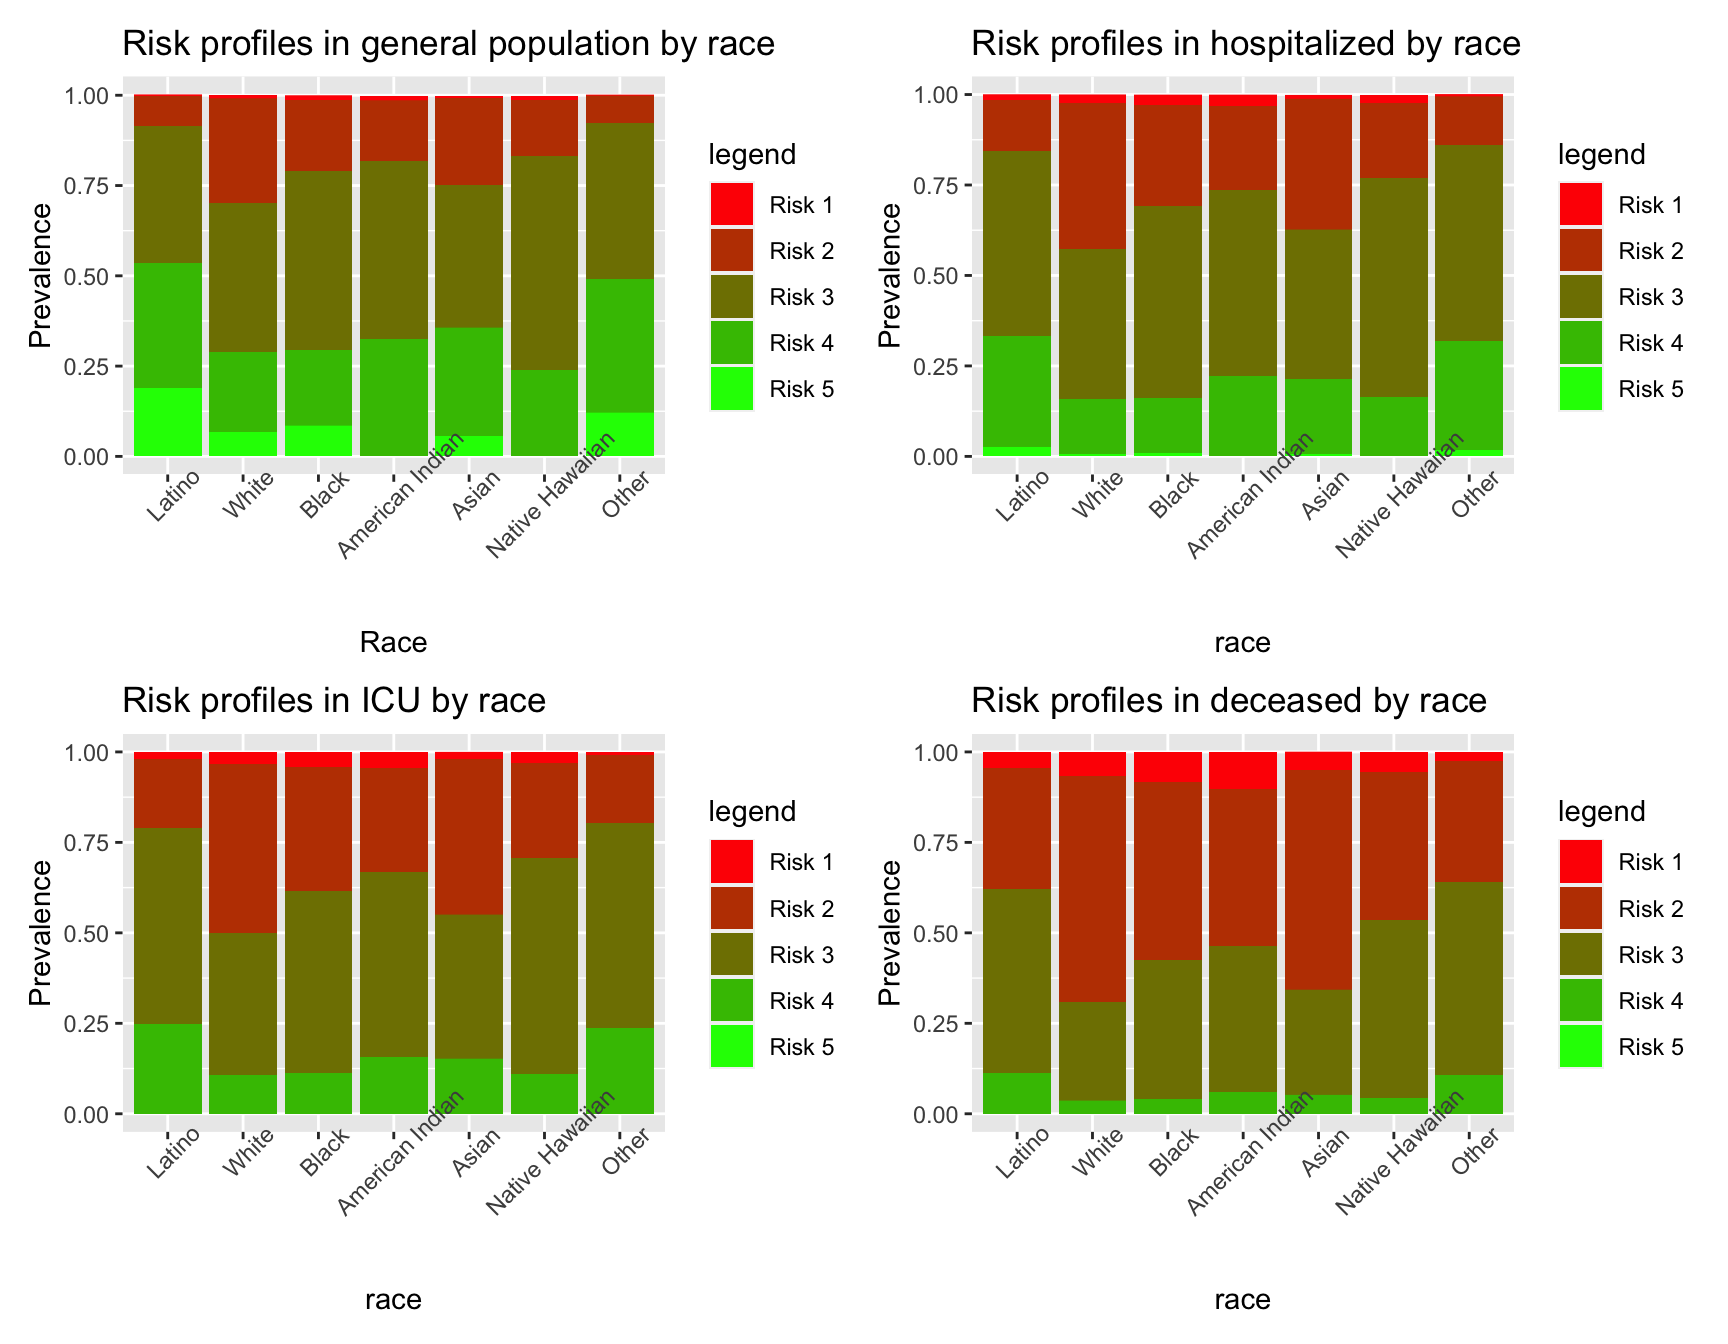 Risk profiles in general population by race
Prevalence
1.00
0.75
0.50
0.25
0.00
Latino
White
Black
American Indian
Asian
Native Hawaiian
Other
Race
legend
Risk 1
Risk 2
Risk 3
Risk 4
Risk 5
Risk profiles in hospitalized by race
Prevalence
1.00
0.75
0.50
0.25
0.00
Latino
White
Black
American Indian
Asian
Native Hawaiian
Other
race
legend
Risk 1
Risk 2
Risk 3
Risk 4
Risk 5
Risk profiles in ICU by race
Prevalence
1.00
0.75
0.50
0.25
0.00
Latino
White
Black
American Indian
Asian
Native Hawaiian
Other
race
legend
Risk 1
Risk 2
Risk 3
Risk 4
Risk 5
Risk profiles in deceased by race
Prevalence
1.00
0.75
0.50
0.25
0.00
Latino
White
Black
American Indian
Asian
Native Hawaiian
Other
race
legend
Risk 1
Risk 2
Risk 3
Risk 4
Risk 5